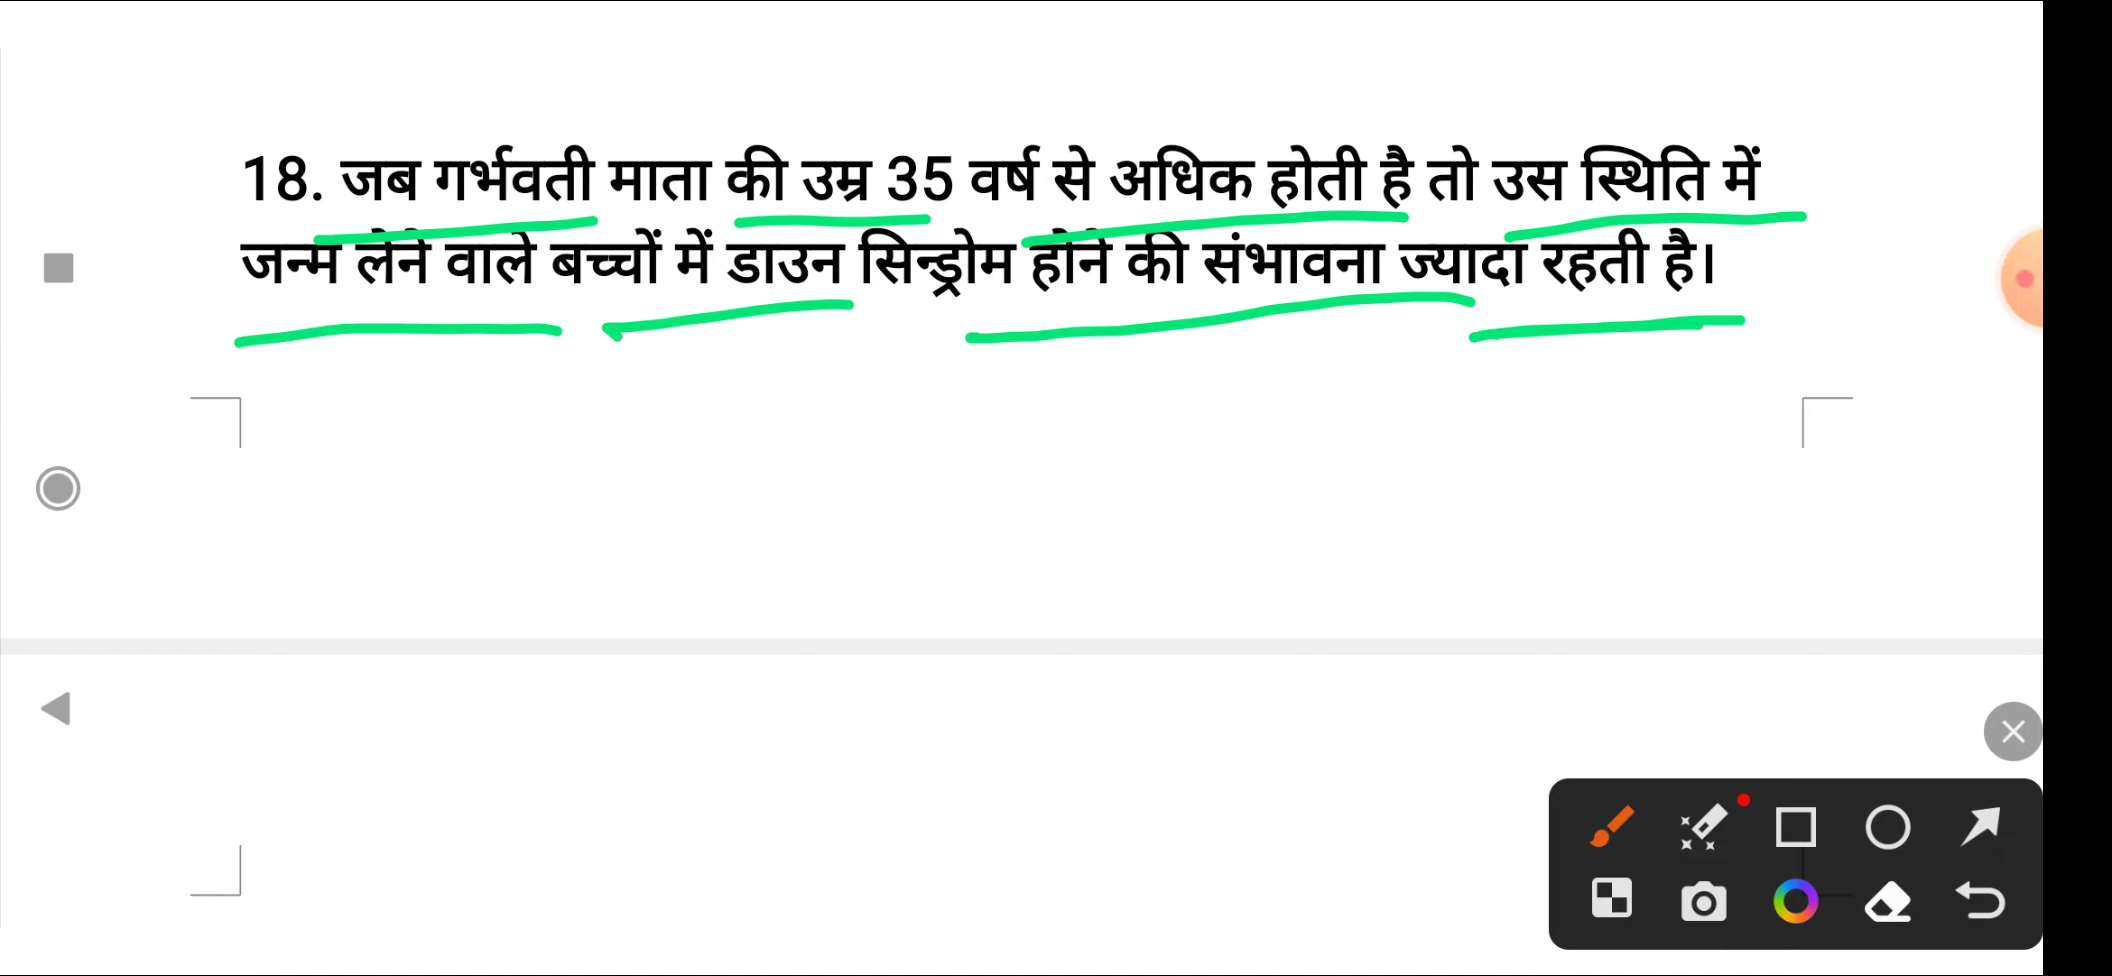 18. जब गर्भवती माता की उम्र 35 वर्ष से अधिक होती है तो उस स्थिति में
जन्म लेने वाले बच्चों में डाउन सिन्ड्रोम होने की संभावना ज्यादा रहती है।